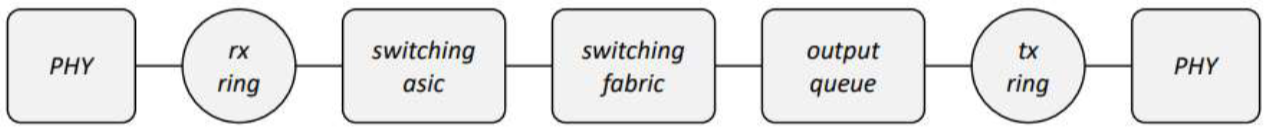 PHY
rx
ring
switching
asic
switching
fabric
output
queue
tx
ring
PHY